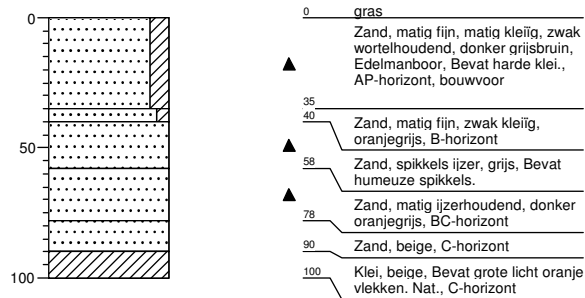 0
50
100
0 gras
Zand, matig fijn, matig kleiïg, zwak
wortelhoudend, donker grijsbruin,
Edelmanboor, Bevat harde klei.,
AP-horizont, bouwvoor
35
40
Zand, matig fijn, zwak kleiïg,
oranjegrijs, B-horizont
58
Zand, spikkels ijzer, grijs, Bevat
humeuze spikkels.
78
Zand, matig ijzerhoudend, donker
oranjegrijs, BC-horizont
90
Zand, beige, C-horizont
100
Klei, beige, Bevat grote licht oranje
vlekken. Nat., C-horizont